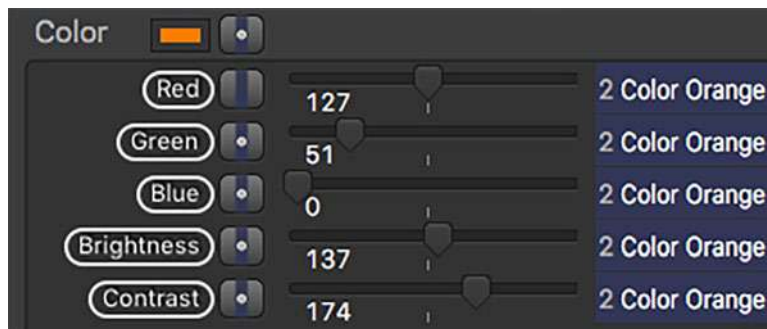 Color
Red 127 2 Color Orange
Green 51 2 Color Orange
Blue 0 2 Color Orange
Brightness 137 2 Color Orange
Contrast 174 2 Color Orange